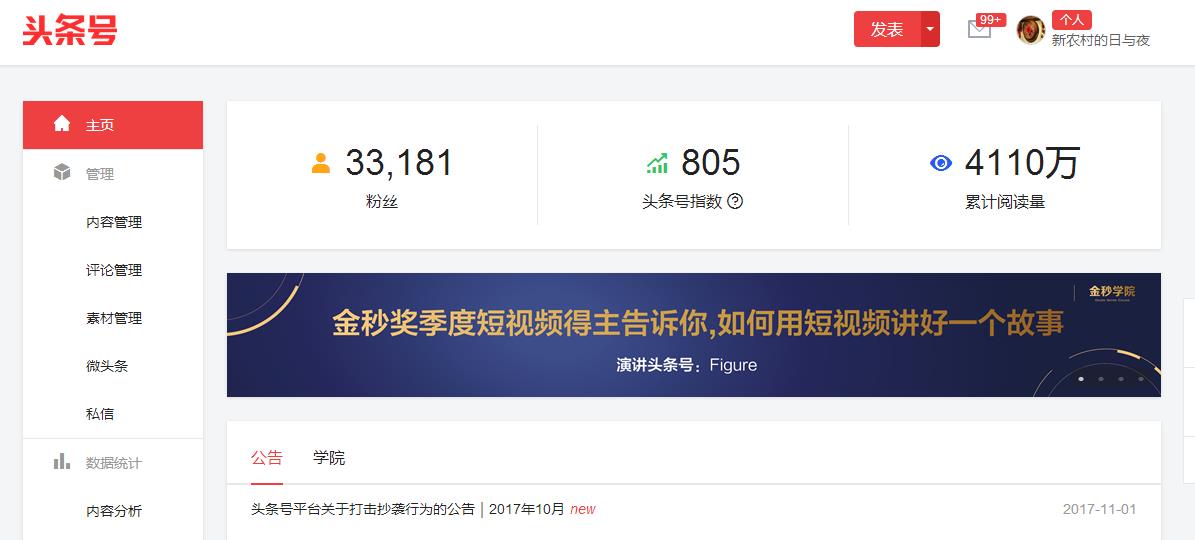 头条号
发表
99+
个人
新农村的日与夜
主页
管理
内容管理
评论管理
素材管理
微头条
私信
数据统计
内容分析
33,181
粉丝
805
头条号指数
4110万
累计阅读量
金秒学院
金秒奖季度短视频得主告诉你,如何用短视频讲好一个故事
演讲头条号：Figure
公告 学院
头条号平台关于打击抄袭行为的公告 | 2017年10月 new 2017-11-01